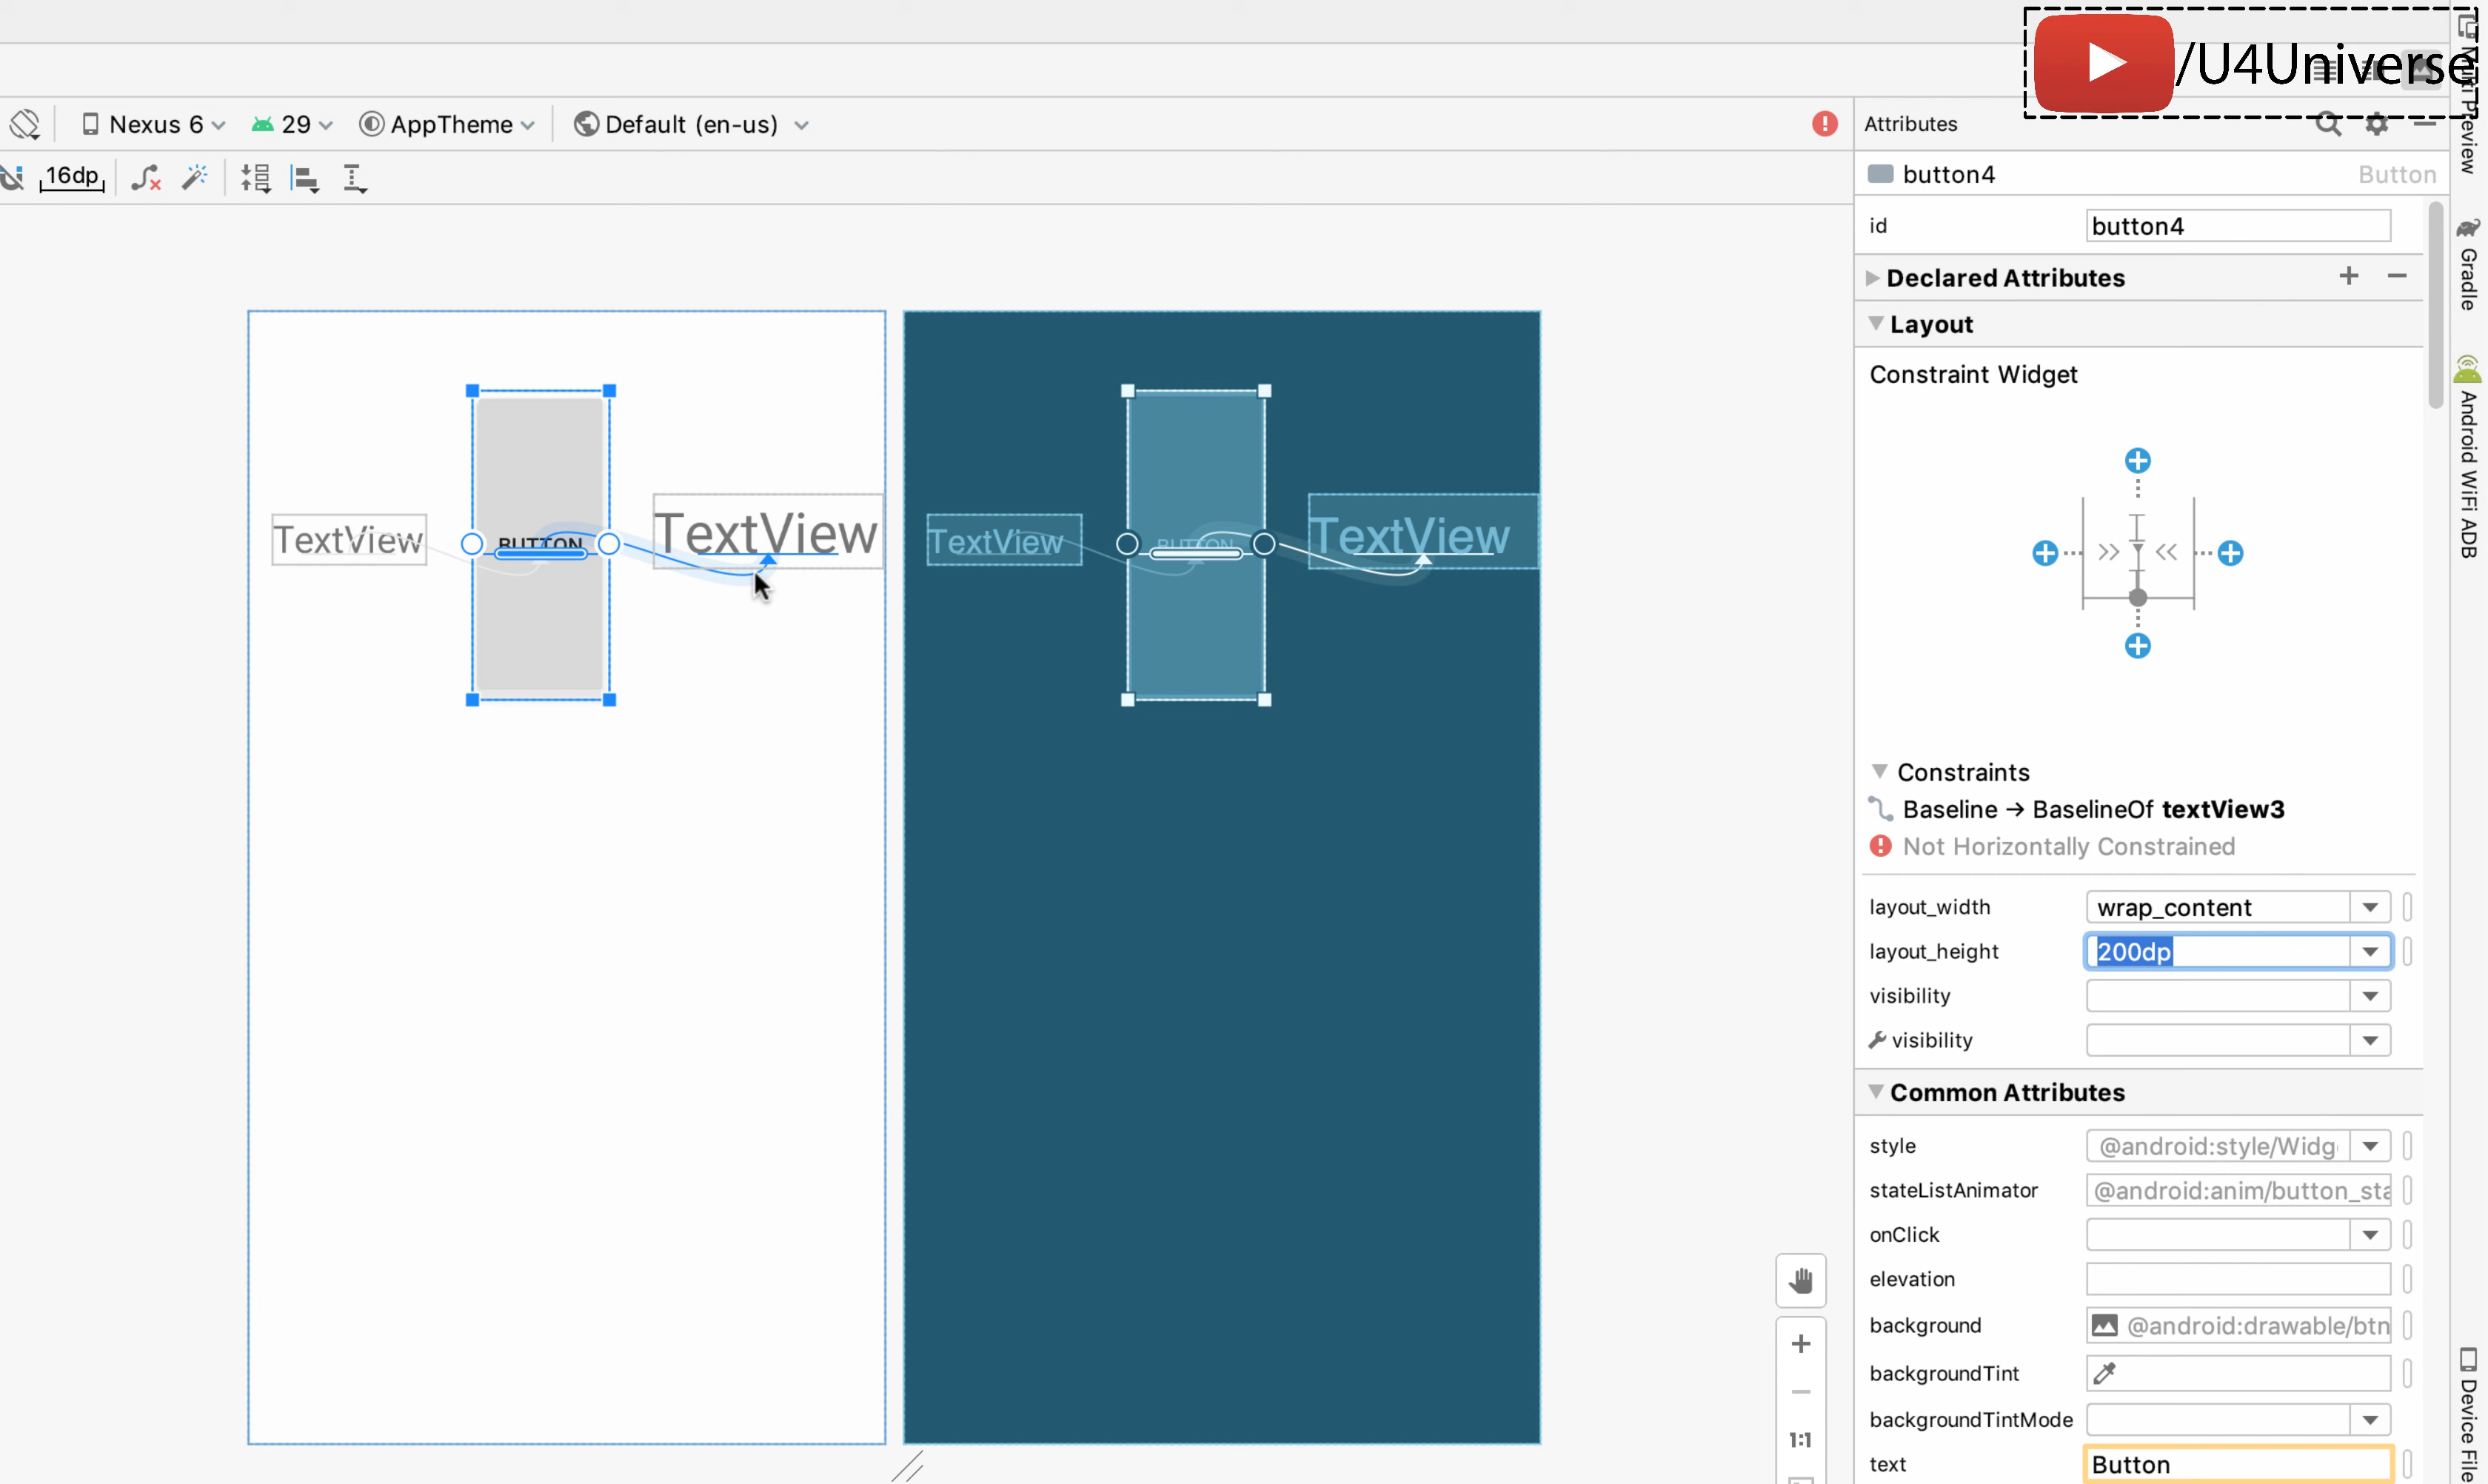 /U4Universe
Nexus 6
29
AppTheme
Default (en-us)
Attributes
16dp
button4
Button
id
button4
Declared Attributes
Layout
Constraint Widget
TextView
BUTTON
TextView
TextView
BUTTON
TextView
Constraints
Baseline → BaselineOf textView3
Not Horizontally Constrained
layout_width
wrap_content
layout_height
200dp
visibility
visibility
Common Attributes
style
@android:style/Widg
stateListAnimator
@android:anim/button_sta
onClick
elevation
background
@android:drawable/btn
backgroundTint
backgroundTintMode
1:1
text
Button
Preview
Gradle
Android WiFi ADB
Device File